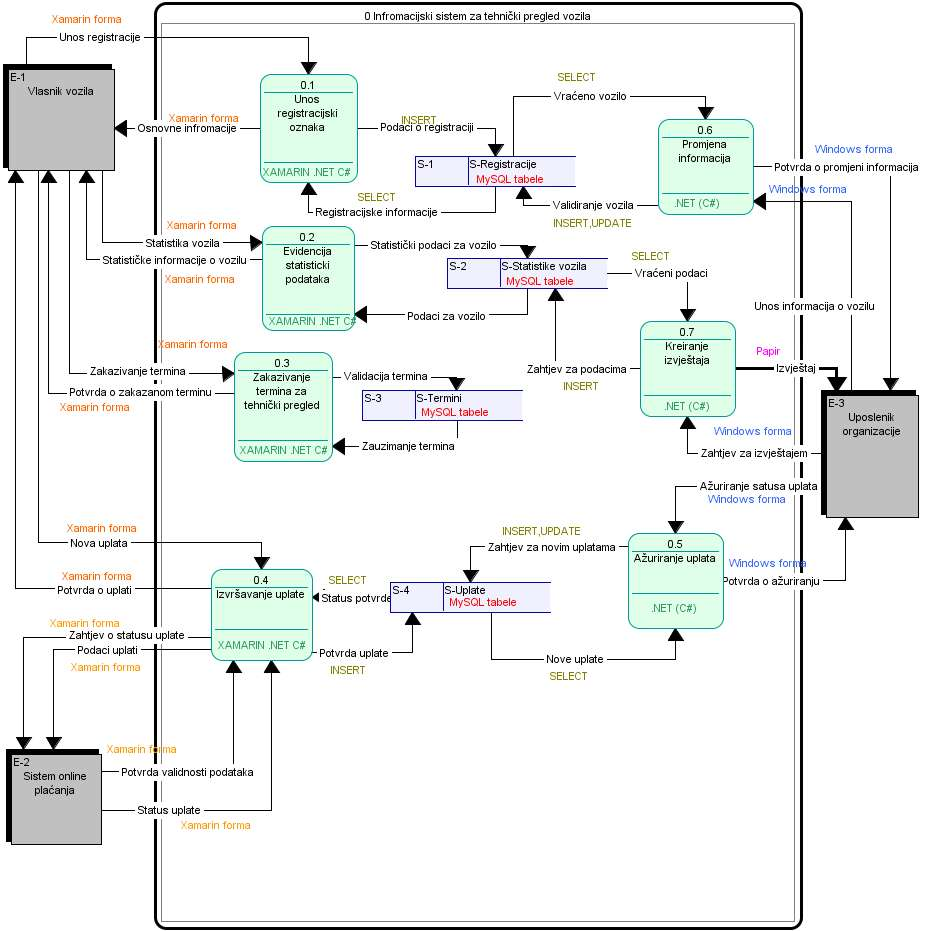 0 Infromacijski sistem za tehnički pregled vozila
Xamarin forma
Unos registracije
E-1
Vlasnik vozila
Xamarin forma
Osnovne infromacije
0.1
Unos
registracijski
oznaka
XAMARIN .NET C#
INSERT
Podaci o registraciji
SELECT
Registracijske informacije
S-1
S-Registracije
MySQL tabele
SELECT
Vraćeno vozilo
Validiranje vozila
INSERT,UPDATE
0.6
Promjena
informacija
.NET (C#)
Windows forma
Potvrda o promjeni informacija
Windows forma
Unos informacija o vozilu
Xamarin forma
Statistika vozila
Statističke informacije o vozilu
Xamarin forma
0.2
Evidencija
statisticki
podataka
XAMARIN .NET C#
Statistički podaci za vozilo
Podaci za vozilo
S-2
S-Statistike vozila
MySQL tabele
SELECT
Vraćeni podaci
Zahtjev za podacima
INSERT
0.7
Kreiranje
izvještaja
.NET (C#)
Papir
Izvještaj
Windows forma
Zahtjev za izvještajem
E-3
Uposlenik
organizacije
Xamarin forma
Zakazivanje termina
Potvrda o zakazanom terminu
Xamarin forma
0.3
Zakazivanje
termina za
tehnički pregled
XAMARIN .NET C#
Validacija termina
Zauzimanje termina
S-3
S-Termini
MySQL tabele
Ažuriranje satusa uplata
Windows forma
0.5
Ažuriranje uplata
.NET (C#)
Windows forma
Potvrda o ažuriranju
INSERT,UPDATE
Zahtjev za novim uplatama
S-4
S-Uplate
MySQL tabele
Nove uplate
SELECT
SELECT
Status potvrde
Potvrda uplate
INSERT
Xamarin forma
Nova uplata
Xamarin forma
Potvrda o uplati
0.4
Izvršavanje uplate
XAMARIN .NET C#
Xamarin forma
Zahtjev o statusu uplate
Podaci uplati
Xamarin forma
E-2
Sistem online
plaćanja
Xamarin forma
Potvrda validnosti podataka
Status uplate
Xamarin forma